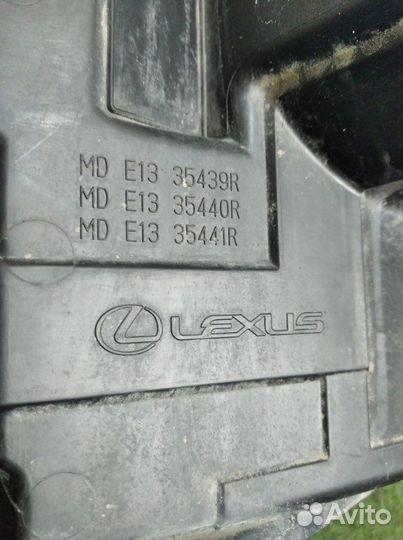 MD E13 35439R
MD E13 35440R
MD E13 35441R
LEXUS
Avito